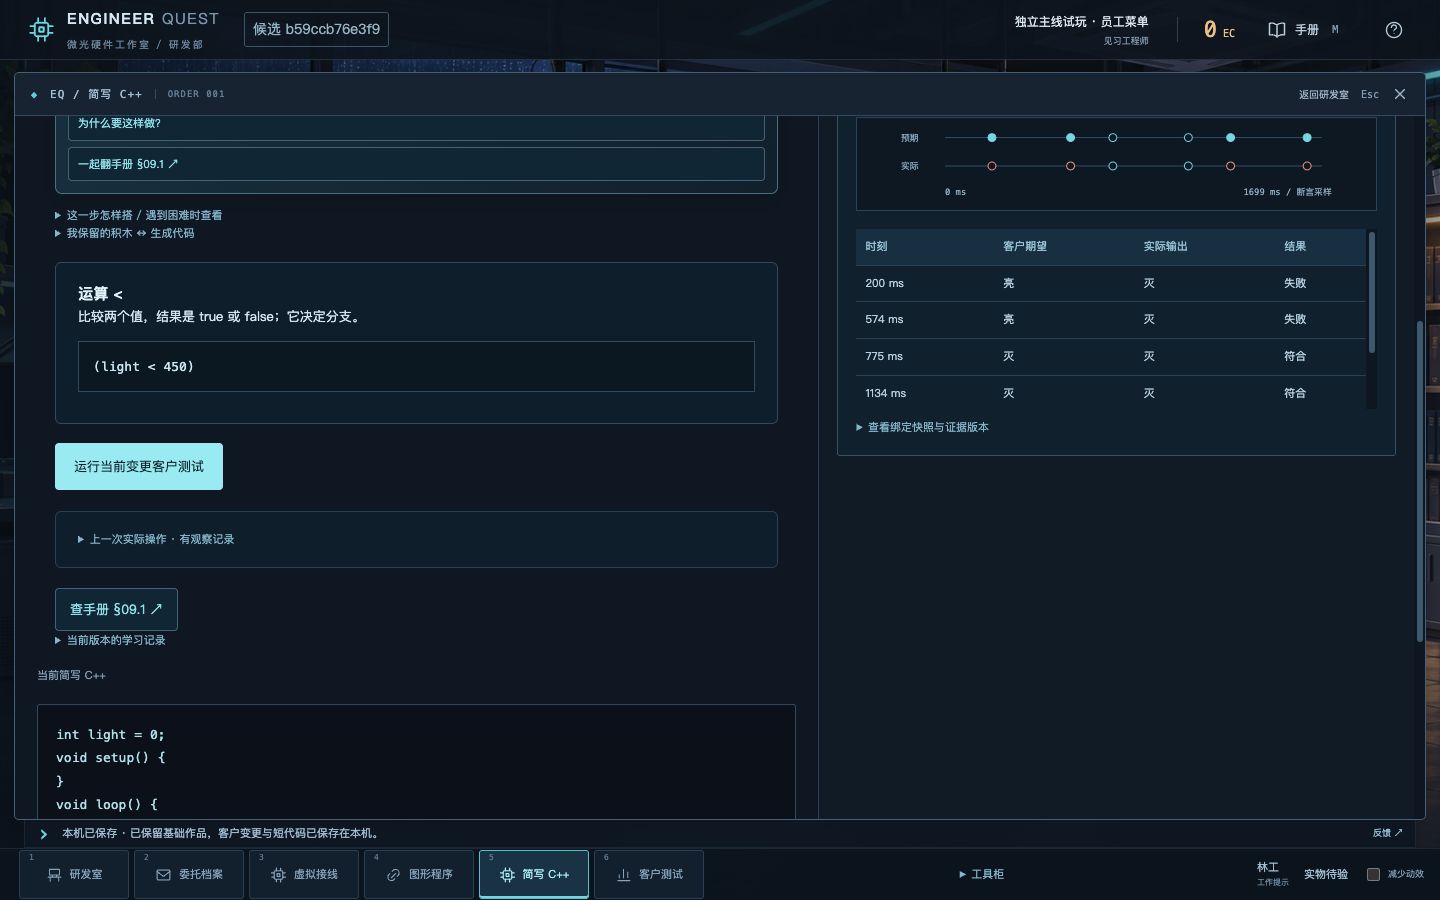 ENGINEER QUEST
微光硬件工作室 / 研发部
候选 b59ccb76e3f9
独立主线试玩 · 员工菜单
见习工程师
0 EC
手册 M
EQ / 简写 C++
ORDER 001
返回研发室 Esc
为什么要这样做?
一起翻手册 §09.1 ↗
这一步怎样搭 / 遇到困难时查看
我保留的积木 ↔ 生成代码
运算 <
比较两个值，结果是 true 或 false；它决定分支。
(light < 450)
运行当前变更客户测试
上一次实际操作 · 有观察记录
查手册 §09.1 ↗
当前版本的学习记录
当前简写 C++
int light = 0;
void setup() {
}
void loop() {
预期
实际
0 ms
1699 ms / 断言采样
时刻 客户期望 实际输出 结果
200 ms 亮 灭 失败
574 ms 亮 灭 失败
775 ms 灭 灭 符合
1134 ms 灭 灭 符合
查看绑定快照与证据版本
本机已保存 · 已保留基础作品，客户变更与短代码已保存在本机。
反馈 ↗
1 研发室
2 委托档案
3 虚拟接线
4 图形程序
5 简写 C++
6 客户测试
工具柜
林工
工作提示
实物待验
减少动效